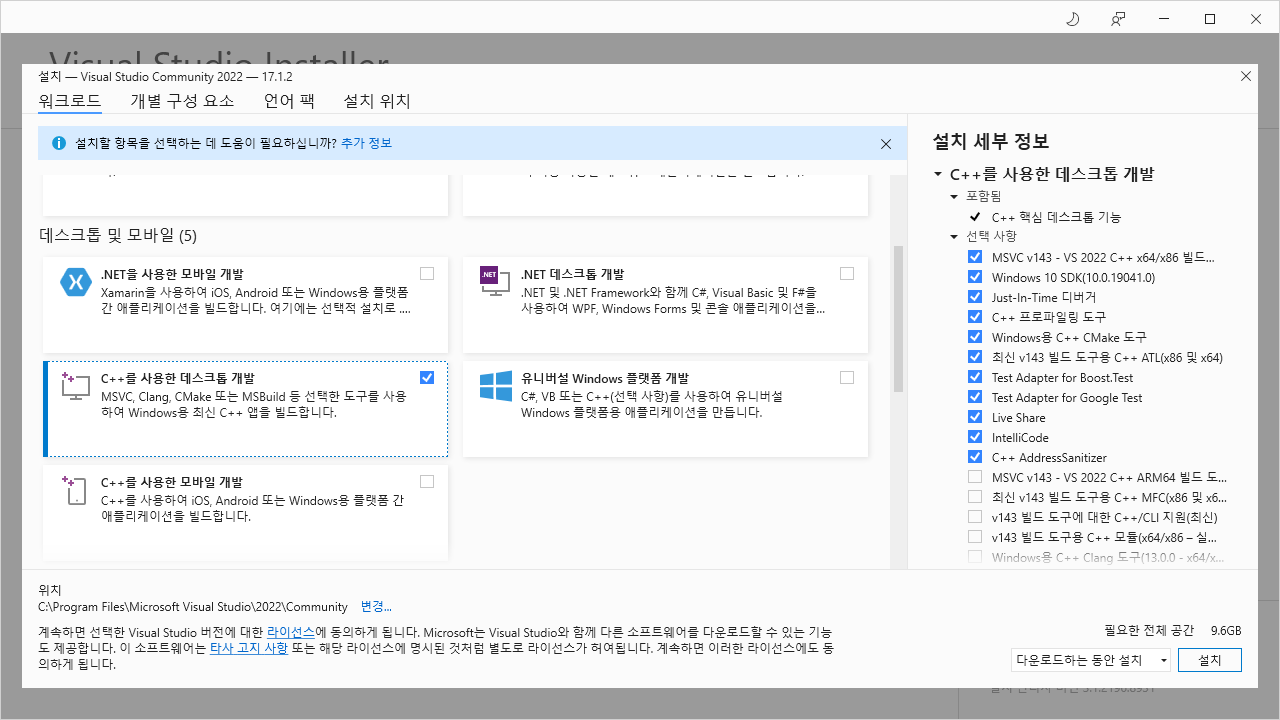 Visual Studio Installer
설치 — Visual Studio Community 2022 — 17.1.2
워크로드 개별 구성 요소 언어 팩 설치 위치
설치할 항목을 선택하는 데 도움이 필요하십니까? 추가 정보
데스크톱 및 모바일 (5)
.NET을 사용한 모바일 개발
Xamarin을 사용하여 iOS, Android 또는 Windows용 플랫폼
간 애플리케이션을 빌드합니다. 여기에는 선택적 설치로 ....
.NET
.NET 데스크톱 개발
.NET 및 .NET Framework와 함께 C#, Visual Basic 및 F#을
사용하여 WPF, Windows Forms 및 콘솔 애플리케이션을...
C++를 사용한 데스크톱 개발
MSVC, Clang, CMake 또는 MSBuild 등 선택한 도구를 사용
하여 Windows용 최신 C++ 앱을 빌드합니다.
유니버설 Windows 플랫폼 개발
C#, VB 또는 C++(선택 사항)를 사용하여 유니버설
Windows 플랫폼용 애플리케이션을 만듭니다.
C++를 사용한 모바일 개발
C++를 사용하여 iOS, Android 또는 Windows용 플랫폼 간
애플리케이션을 빌드합니다.
설치 세부 정보
C++를 사용한 데스크톱 개발
포함됨
C++ 핵심 데스크톱 기능
선택 사항
MSVC v143 - VS 2022 C++ x64/x86 빌드...
Windows 10 SDK(10.0.19041.0)
Just-In-Time 디버거
C++ 프로파일링 도구
Windows용 C++ CMake 도구
최신 v143 빌드 도구용 C++ ATL(x86 및 x64)
Test Adapter for Boost.Test
Test Adapter for Google Test
Live Share
IntelliCode
C++ AddressSanitizer
MSVC v143 - VS 2022 C++ ARM64 빌드 도...
최신 v143 빌드 도구용 C++ MFC(x86 및 x6...
v143 빌드 도구에 대한 C++/CLI 지원(최신)
v143 빌드 도구용 C++ 모듈(x64/x86 – 실...
Windows용 C++ Clang 도구(13.0.0 - x64/x...
위치
C:\Program Files\Microsoft Visual Studio\2022\Community 변경...
계속하면 선택한 Visual Studio 버전에 대한 라이선스에 동의하게 됩니다. Microsoft는 Visual Studio와 함께 다른 소프트웨어를 다운로드할 수 있는 기능
도 제공합니다. 이 소프트웨어는 타사 고지 사항 또는 해당 라이선스에 명시된 것처럼 별도로 라이선스가 허여됩니다. 계속하면 이러한 라이선스에도 동
의하게 됩니다.
필요한 전체 공간 9.6GB
다운로드하는 동안 설치 설치